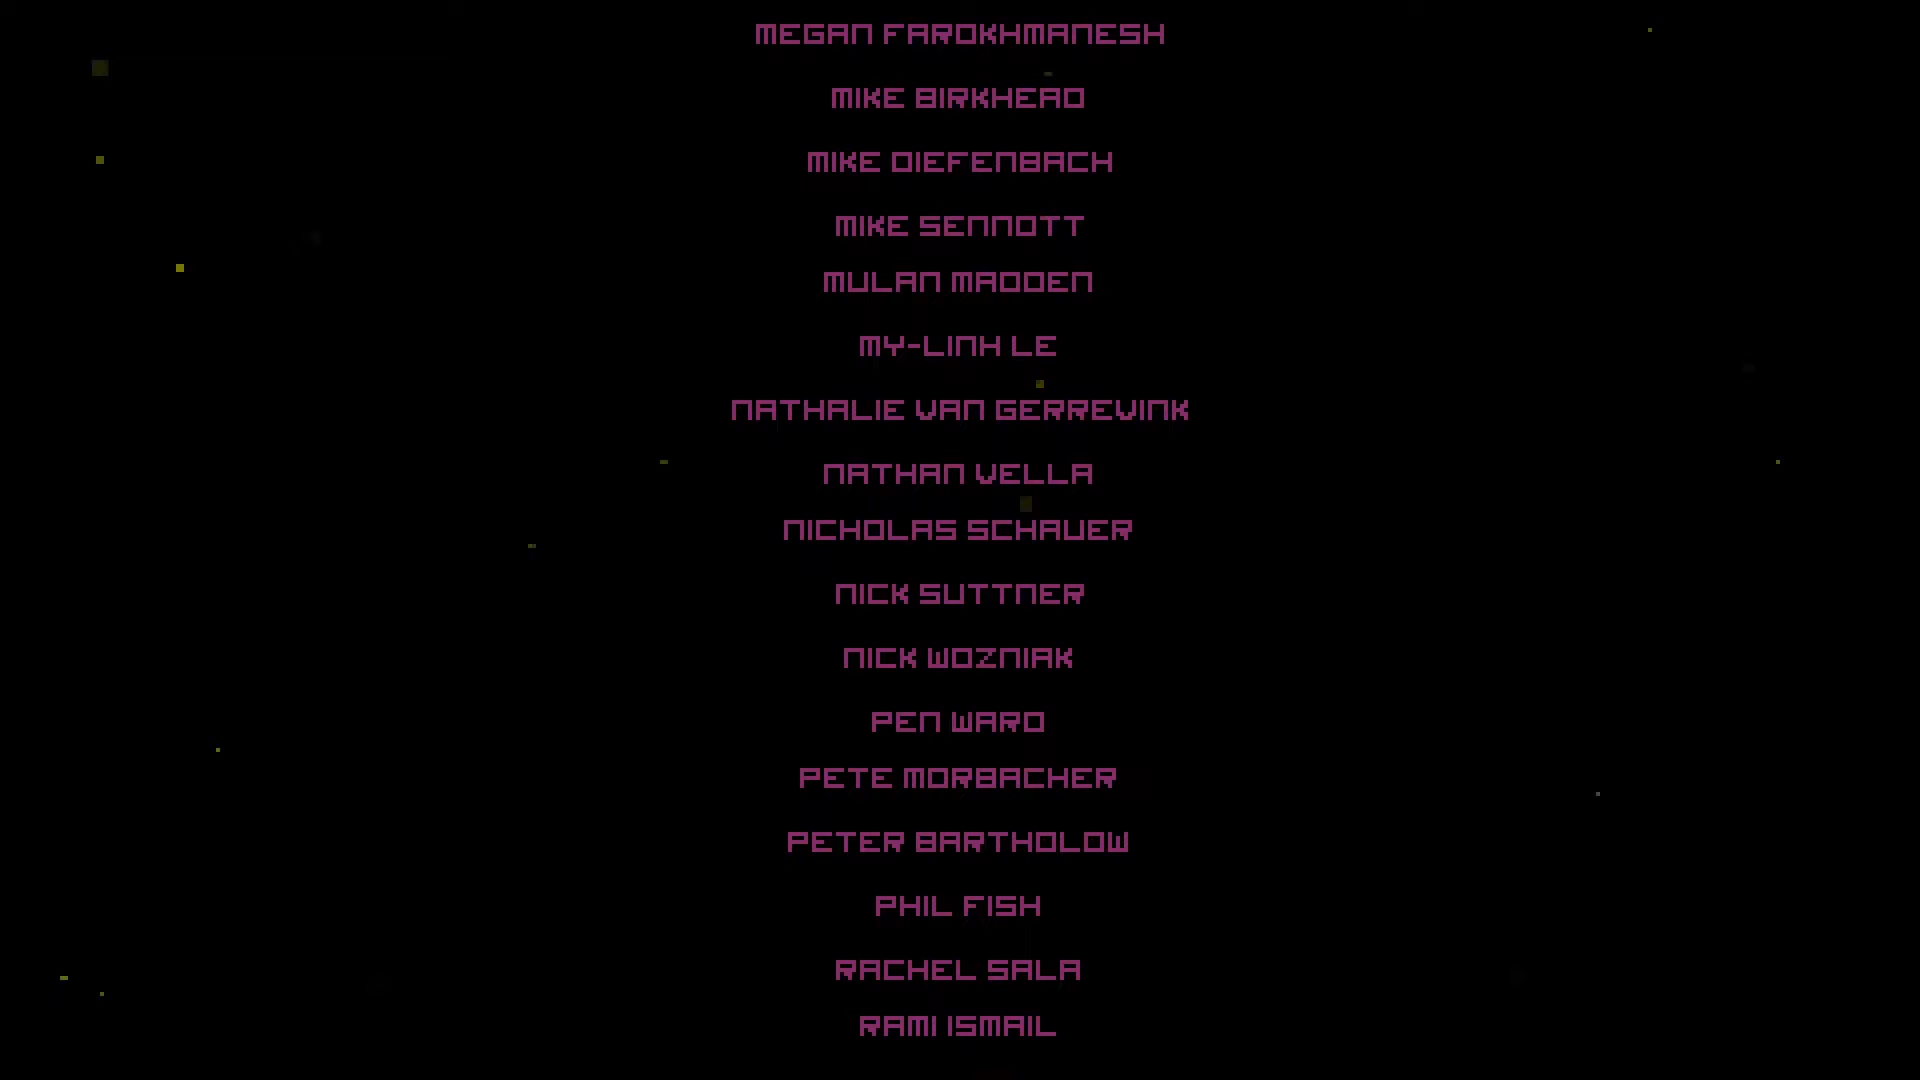 MEGAN FAROKHMANESH
MIKE BIRKHEAD
MIKE DIEFENBACH
MIKE SENNOTT
MULAN MADDEN
MY-LINH LE
NATHALIE VAN GERREVINK
NATHAN VELLA
NICHOLAS SCHAUER
NICK SUTTNER
NICK WOZNIAK
PEN WARD
PETE MORBACHER
PETER BARTHOLOW
PHIL FISH
RACHEL SALA
RAMI ISMAIL